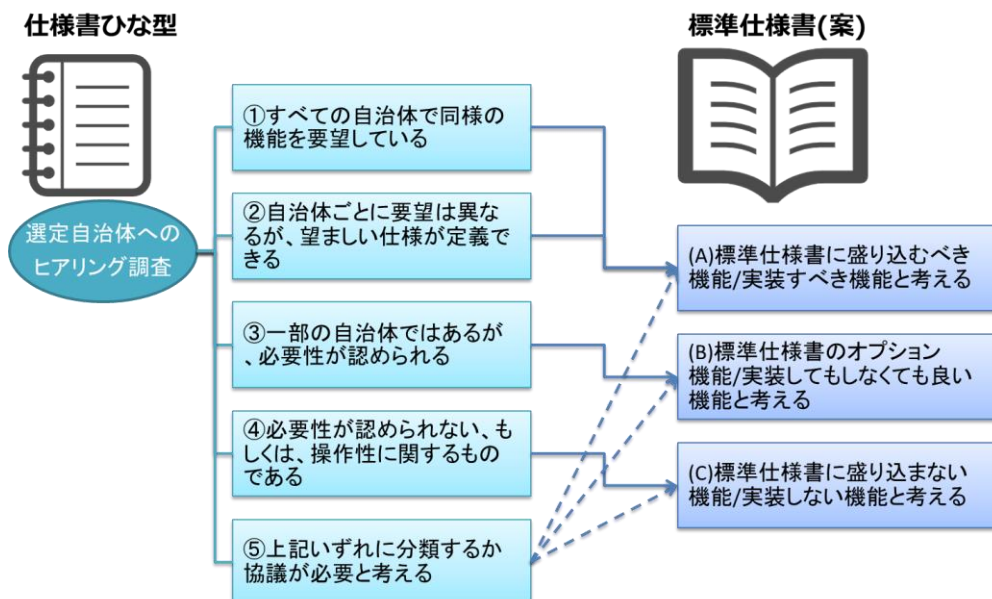 仕様書ひな型
標準仕様書(案)
選定自治体への
ヒアリング調査
①すべての自治体で同様の
機能を要望している
②自治体ごとに要望は異な
るが、望ましい仕様が定義で
きる
③一部の自治体ではあるが
、必要性が認められる
④必要性が認められない、も
しくは、操作性に関するもの
である
⑤上記いずれに分類するか
協議が必要と考える
(A)標準仕様書に盛り込むべき
機能/実装すべき機能と考える
(B)標準仕様書のオプション
機能/実装してもしなくても良い
機能と考える
(C)標準仕様書に盛り込まない
機能/実装しない機能と考える